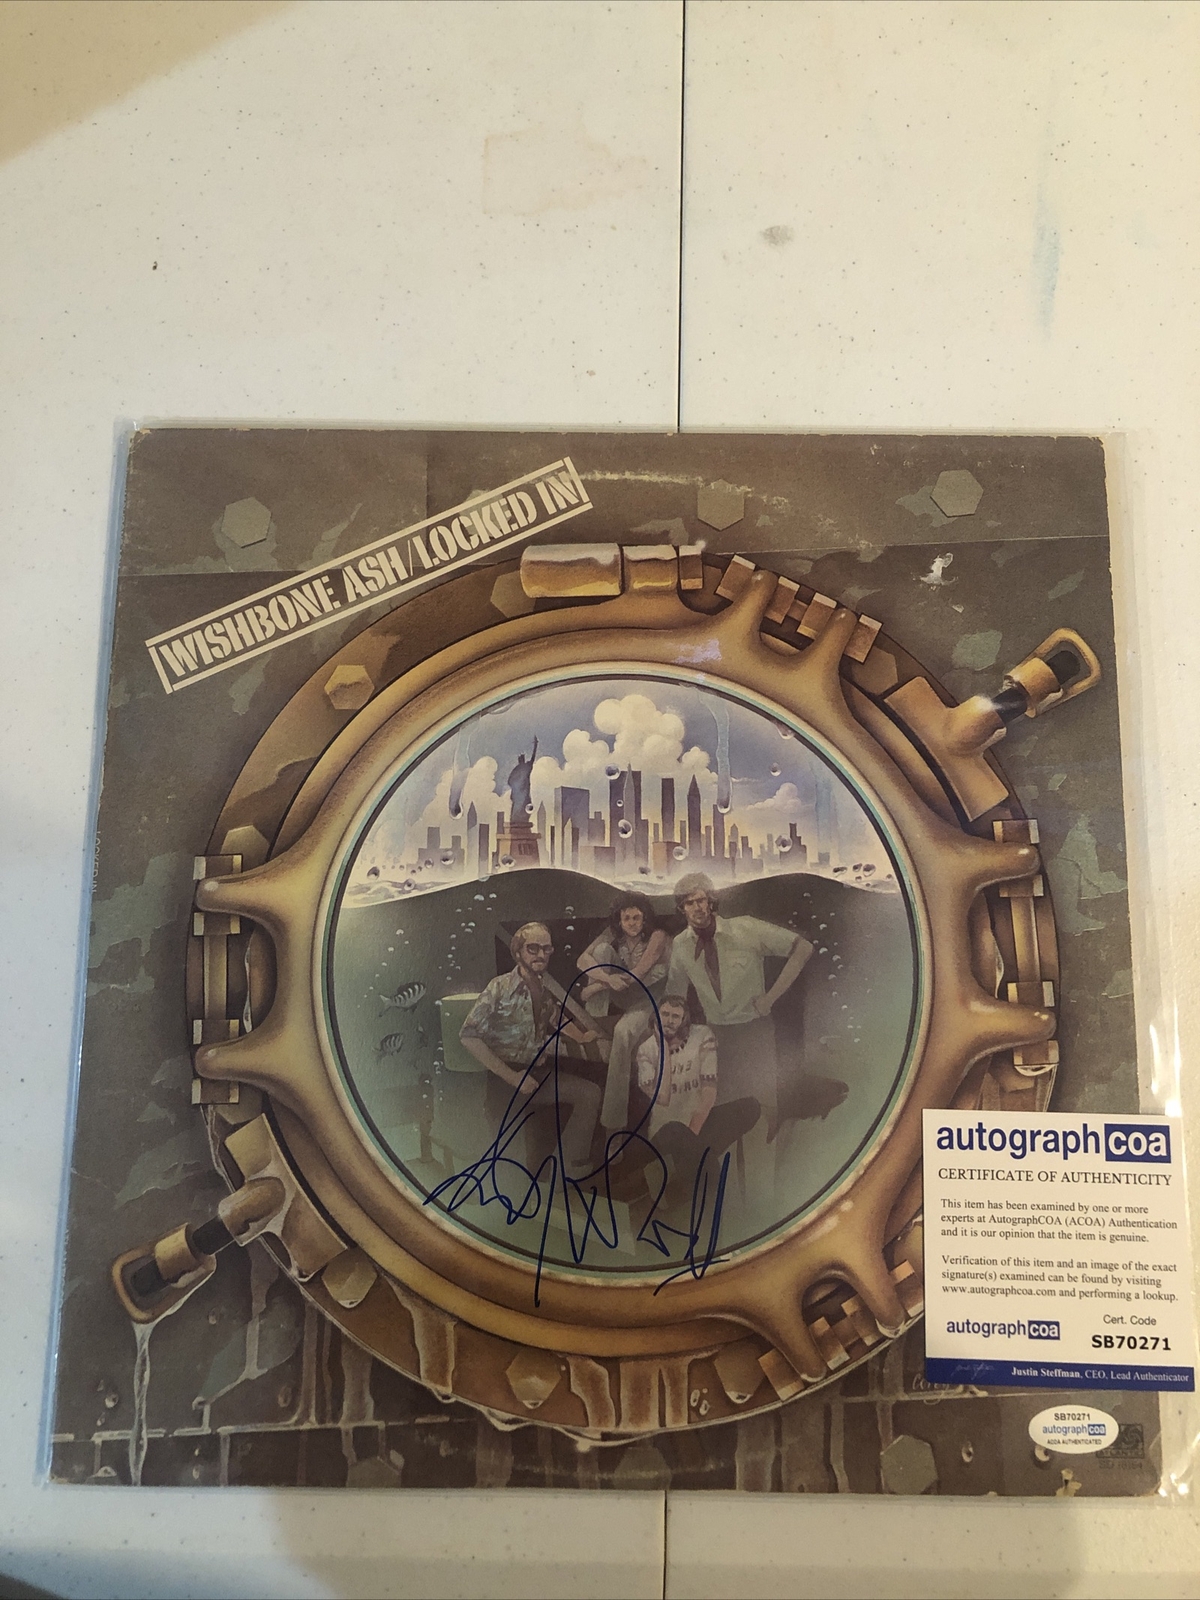 WISHBONE ASH/LOCKED IN
autographcoa
CERTIFICATE OF AUTHENTICITY
This item has been examined by one or more
experts at AutographCOA (ACOA) Authentication
and it is our opinion that the item is genuine.
Verification of this item and an image of the exact
signature(s) examined can be found by visiting
www.autographcoa.com and performing a lookup.
autographcoa
Cert. Code
SB70271
Justin Steffman, CEO, Lead Authenticator
SB70271
autographcoa
ACOA AUTHENTICATED